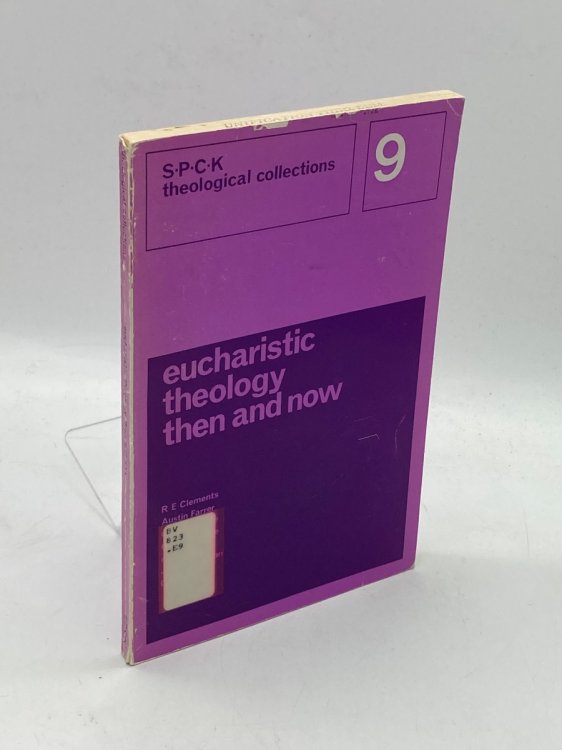 S·P·C·K
theological collections
9
eucharistic
theology
then and now
R E Clements
Austin Farrer
BV
823
.E9